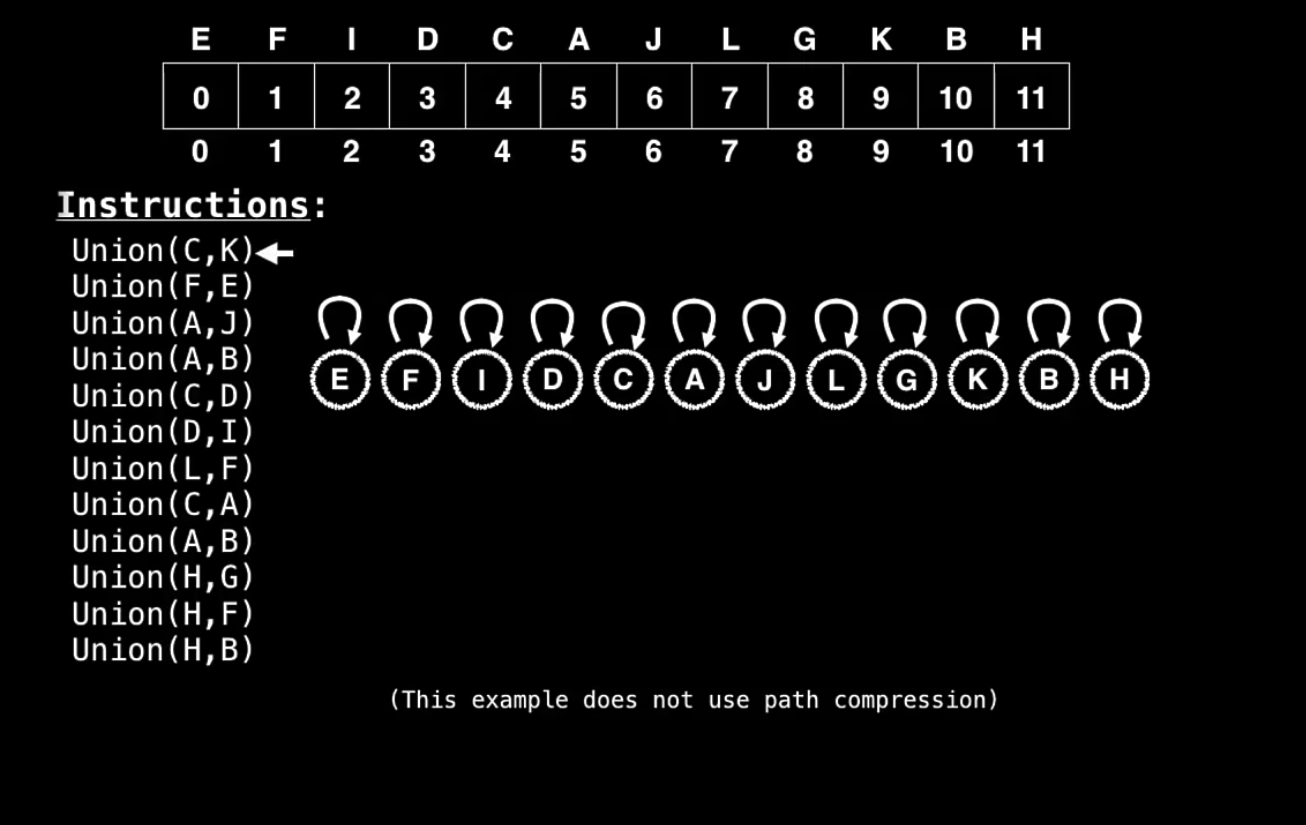 E F I D C A J L G K B H
0 1 2 3 4 5 6 7 8 9 10 11
0 1 2 3 4 5 6 7 8 9 10 11
Instructions:
Union(C,K)
Union(F,E)
Union(A,J)
Union(A,B)
Union(C,D)
Union(D,I)
Union(L,F)
Union(C,A)
Union(A,B)
Union(H,G)
Union(H,F)
Union(H,B)
E F I D C A J L G K B H
(This example does not use path compression)